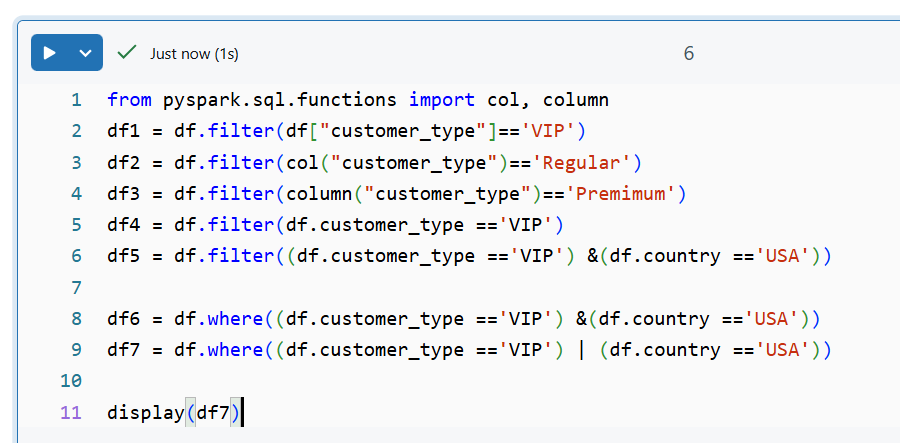 Just now (1s)
6
1 from pyspark.sql.functions import col, column
2 df1 = df.filter(df["customer_type"]=='VIP')
3 df2 = df.filter(col("customer_type")=='Regular')
4 df3 = df.filter(column("customer_type")=='Premimum')
5 df4 = df.filter(df.customer_type =='VIP')
6 df5 = df.filter((df.customer_type =='VIP') &(df.country =='USA'))
7
8 df6 = df.where((df.customer_type =='VIP') &(df.country =='USA'))
9 df7 = df.where((df.customer_type =='VIP') | (df.country =='USA'))
10
11 display(df7)